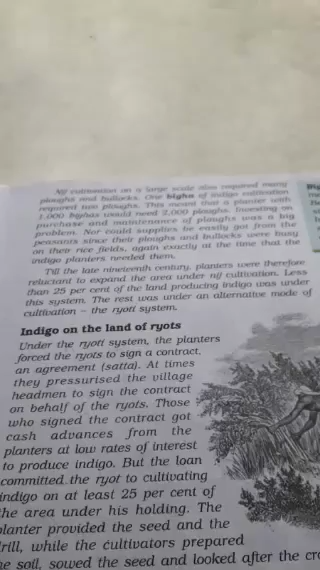 Nij cultivation on a large scale also required many
ploughs and bullocks. One bigha of indigo cultivation
required two ploughs. This meant that a planter with
1,000 bighas would need 2,000 ploughs. Investing on
purchase and maintenance of ploughs was a big
problem. Nor could supplies be easily got from the
peasants since their ploughs and bullocks were busy
on their rice fields, again exactly at the time that the
indigo planters needed them.
Till the late nineteenth century, planters were therefore
reluctant to expand the area under nij cultivation. Less
than 25 per cent of the land producing indigo was under
this system. The rest was under an alternative mode of
cultivation – the ryoti system.
Indigo on the land of ryots
Under the ryoti system, the planters
forced the ryots to sign a contract,
an agreement (satta). At times
they pressurised the village
headmen to sign the contract
on behalf of the ryots. Those
who signed the contract got
cash advances from the
planters at low rates of interest
to produce indigo. But the loan
committed the ryot to cultivating
indigo on at least 25 per cent of
the area under his holding. The
planter provided the seed and the
drill, while the cultivators prepared
he soil, sowed the seed and looked after the cro